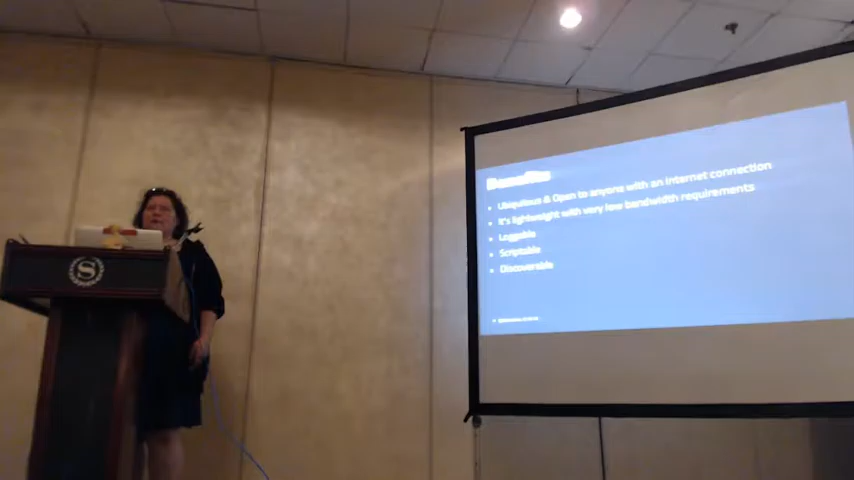 Benefits
• Ubiquitous & Open to anyone with an internet connection
• It's lightweight with very low bandwidth requirements
• Loggable
• Scriptable
• Discoverable
S